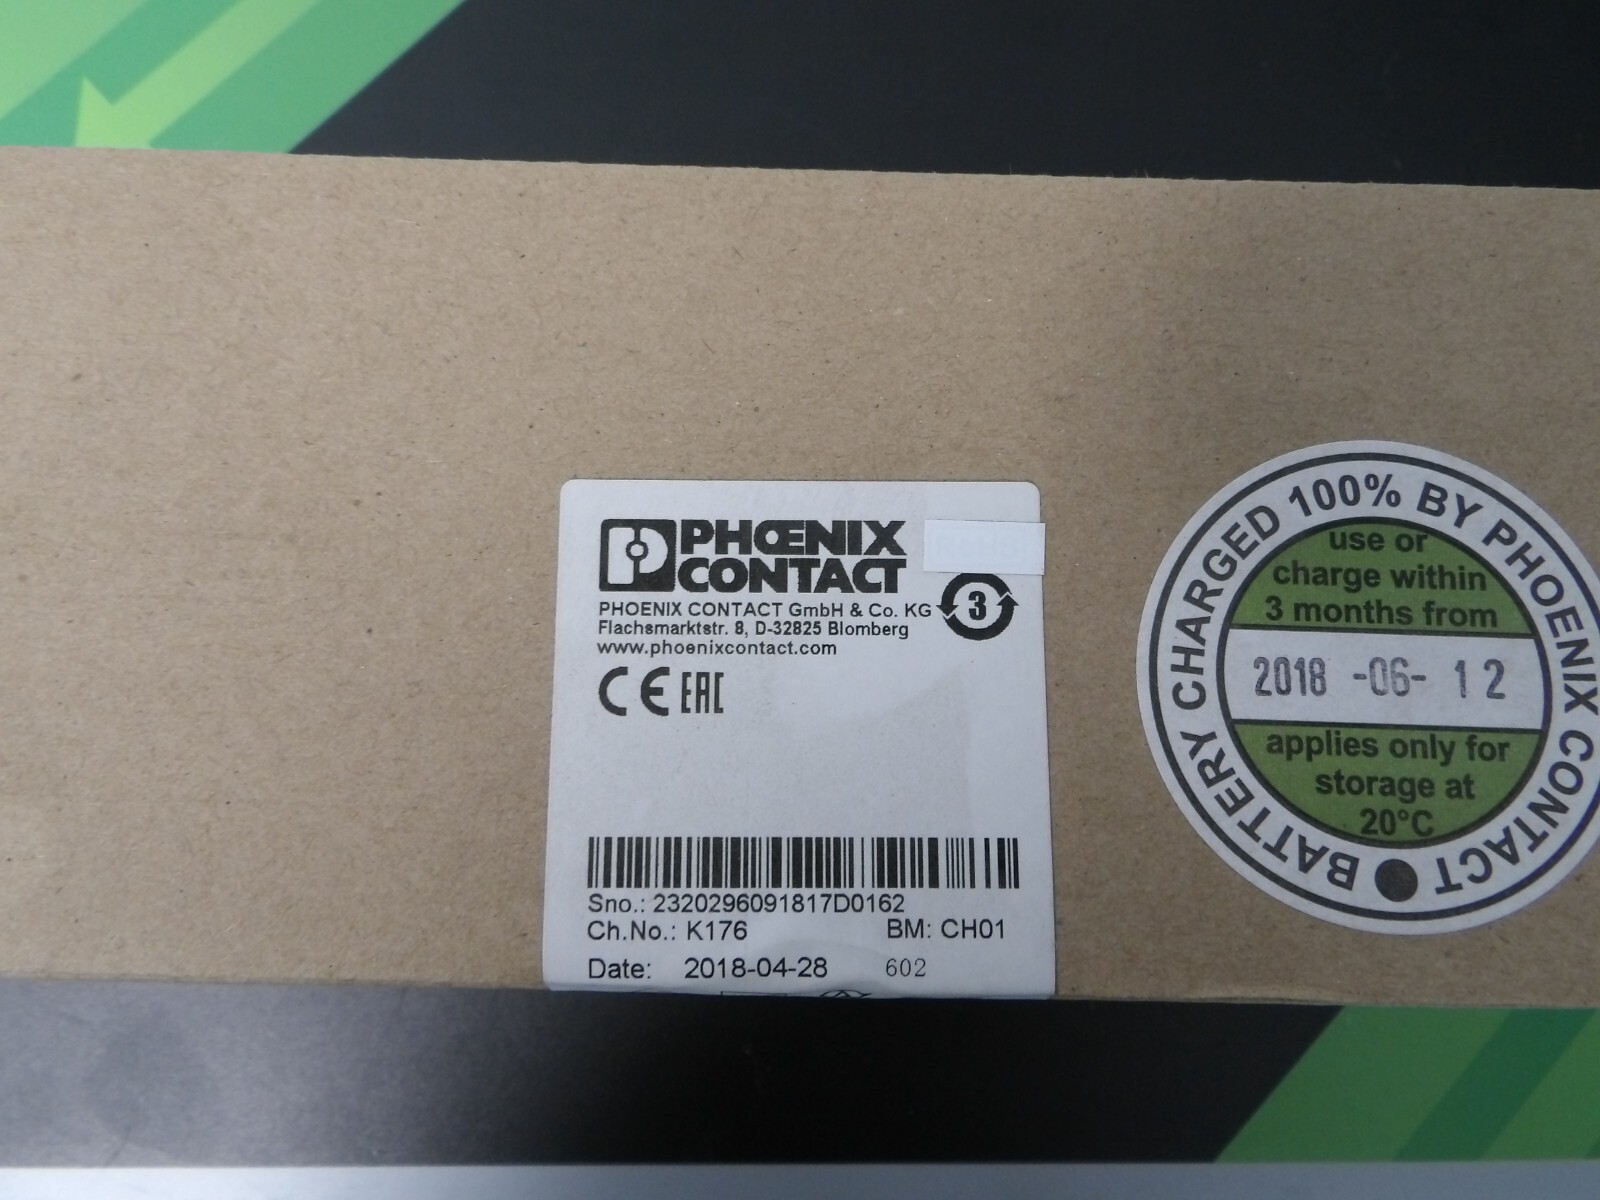 PHŒNIX
CONTACT
PHOENIX CONTACT GmbH & Co. KG
3
Flachsmarktstr. 8, D-32825 Blomberg
www.phoenixcontact.com
CE EAC
Sno.: 2320296091817D0162
Ch.No.: K176 BM: CH01
Date: 2018-04-28 602
BATTERY CHARGED 100% BY PHOENIX CONTACT
use or
charge within
3 months from
2018 -06- 12
applies only for
storage at
20°C